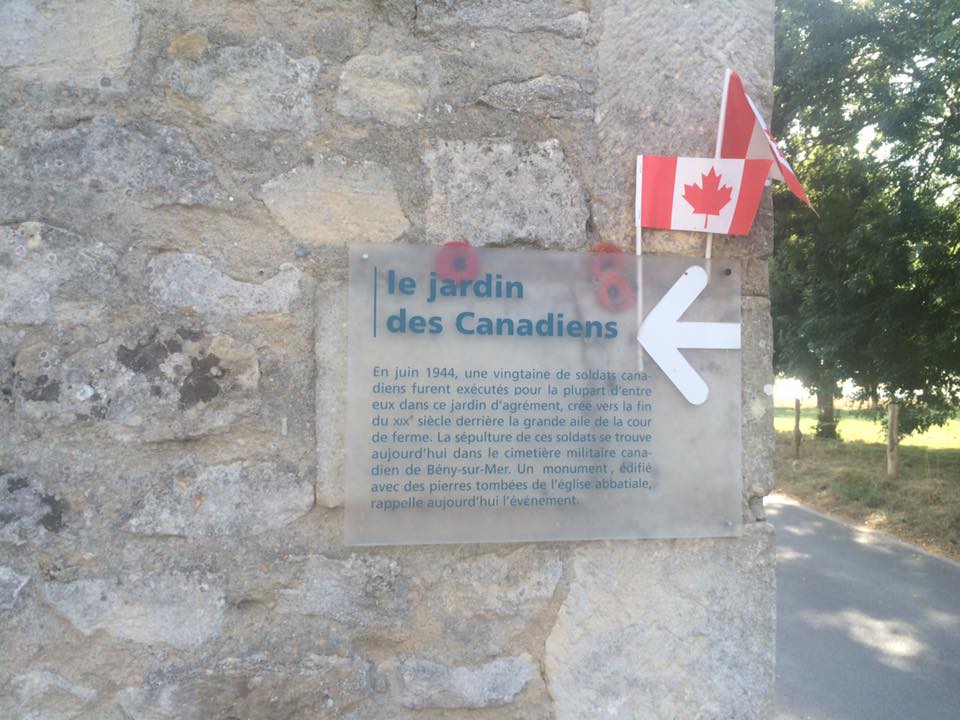 le jardin
des Canadiens
En juin 1944, une vingtaine de soldats cana-
diens furent exécutés pour la plupart d'entre
eux dans ce jardin d'agrément, créé vers la fin
du XIXe siècle derrière la grande aile de la cour
de ferme. La sépulture de ces soldats se trouve
aujourd'hui dans le cimetière militaire cana-
dien de Bény-sur-Mer. Un monument, édifié
avec des pierres tombées de l'église abbatiale,
rappelle aujourd'hui l'événement.